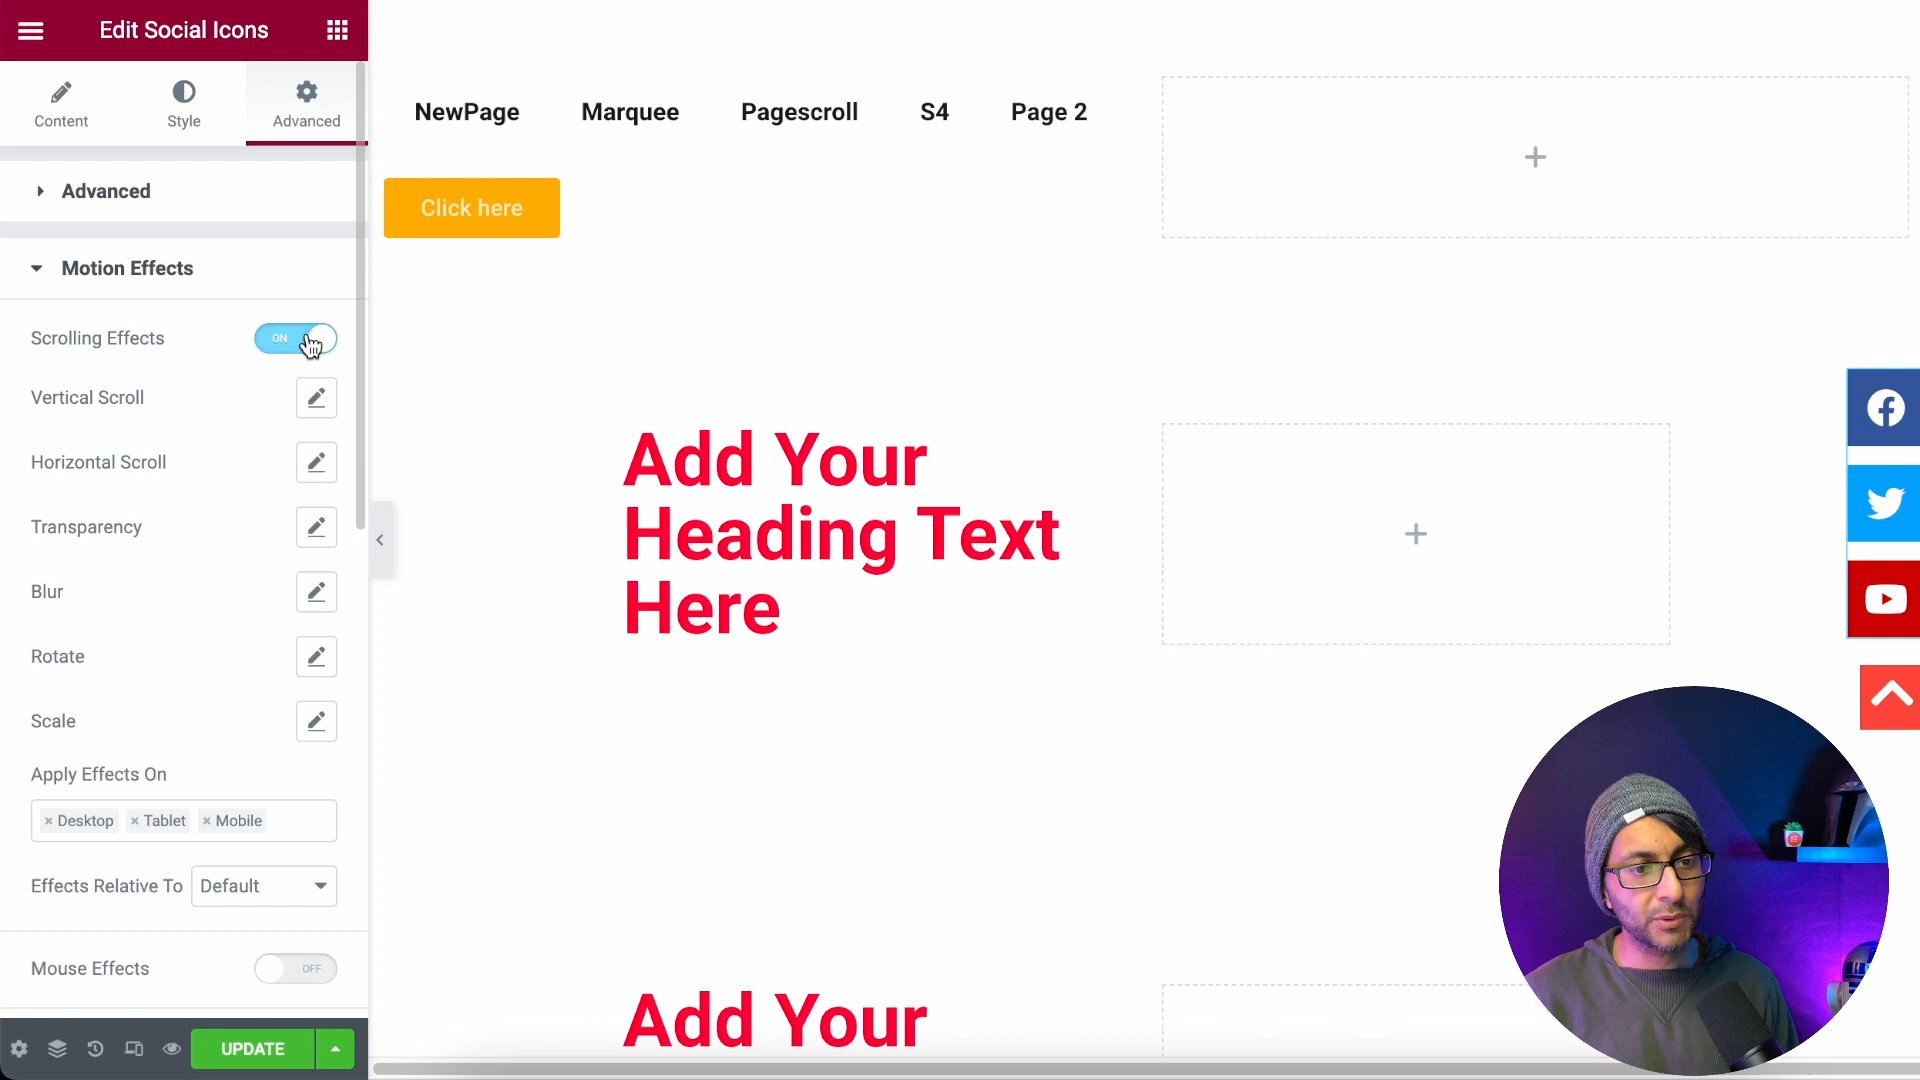 Edit Social Icons
Content
Style
Advanced
Advanced
Motion Effects
Scrolling Effects
ON
Vertical Scroll
Horizontal Scroll
Transparency
Blur
Rotate
Scale
Apply Effects On
× Desktop × Tablet × Mobile
Effects Relative To Default
Mouse Effects
OFF
UPDATE
NewPage Marquee Pagescroll S4 Page 2
Click here
Add Your
Heading Text
Here
Add Your